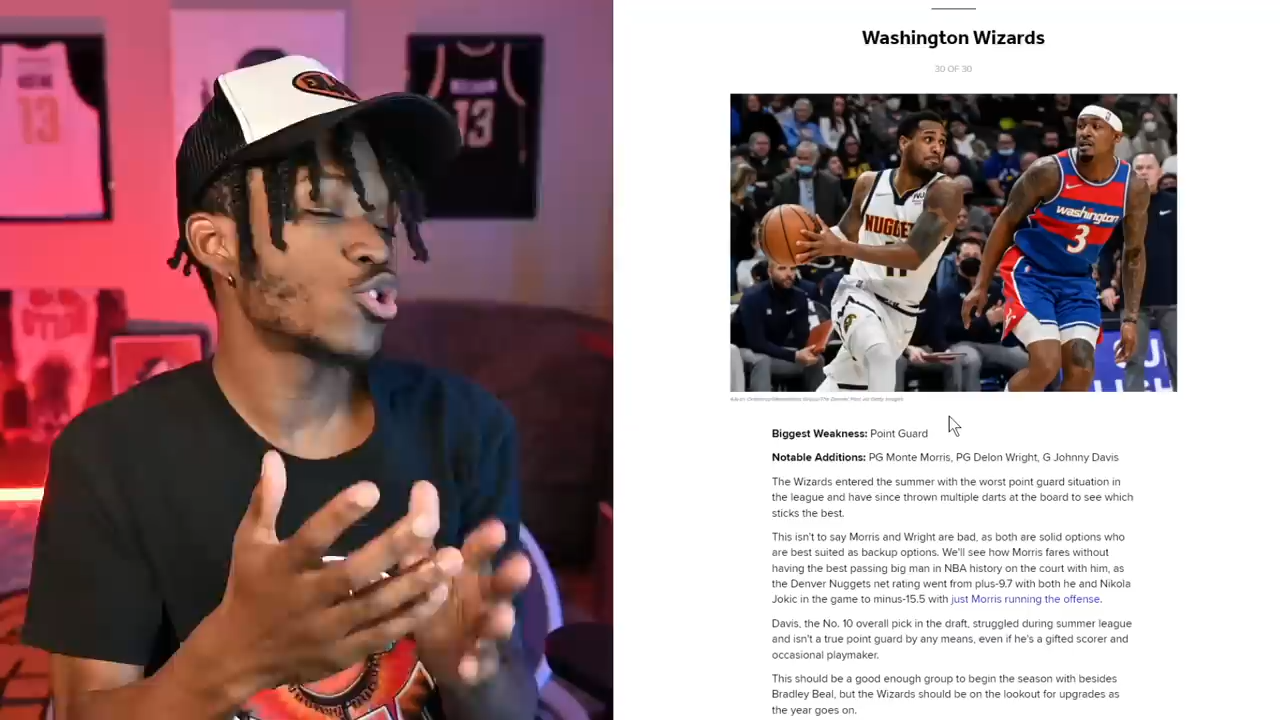 Washington Wizards
30 OF 30
13
13
NUGGETS
washington
3
Biggest Weakness: Point Guard
Notable Additions: PG Monte Morris, PG Delon Wright, G Johnny Davis
The Wizards entered the summer with the worst point guard situation in
the league and have since thrown multiple darts at the board to see which
sticks the best.
This isn't to say Morris and Wright are bad, as both are solid options who
are best suited as backup options. We'll see how Morris fares without
having the best passing big man in NBA history on the court with him, as
the Denver Nuggets net rating went from plus-9.7 with both he and Nikola
Jokic in the game to minus-15.5 with just Morris running the offense.
Davis, the No. 10 overall pick in the draft, struggled during summer league
and isn't a true point guard by any means, even if he's a gifted scorer and
occasional playmaker.
This should be a good enough group to begin the season with besides
Bradley Beal, but the Wizards should be on the lookout for upgrades as
the year goes on.